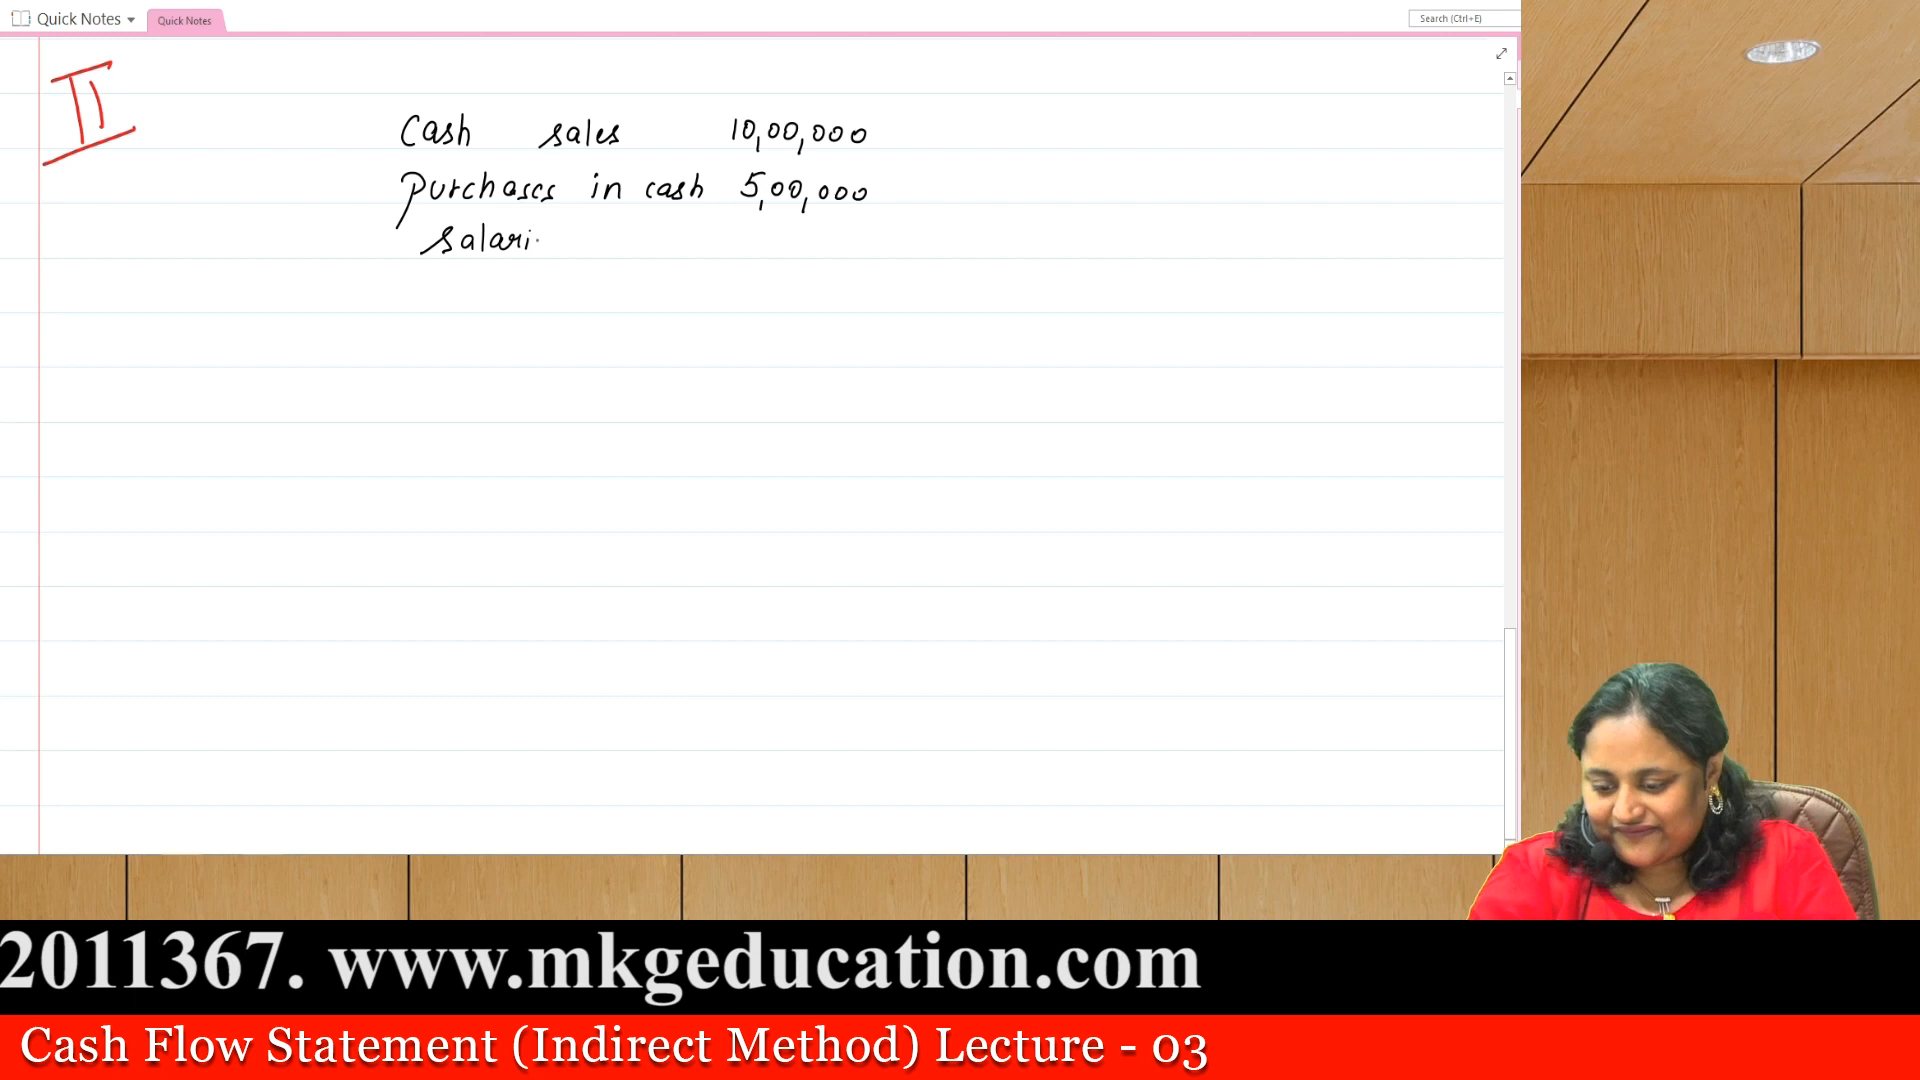 Quick Notes
Quick Notes
Search (Ctrl+E)
II
Cash sales 10,00,000
Purchases in cash 5,00,000
Salari
2011367. www.mkgeducation.com
Cash Flow Statement (Indirect Method) Lecture - 03